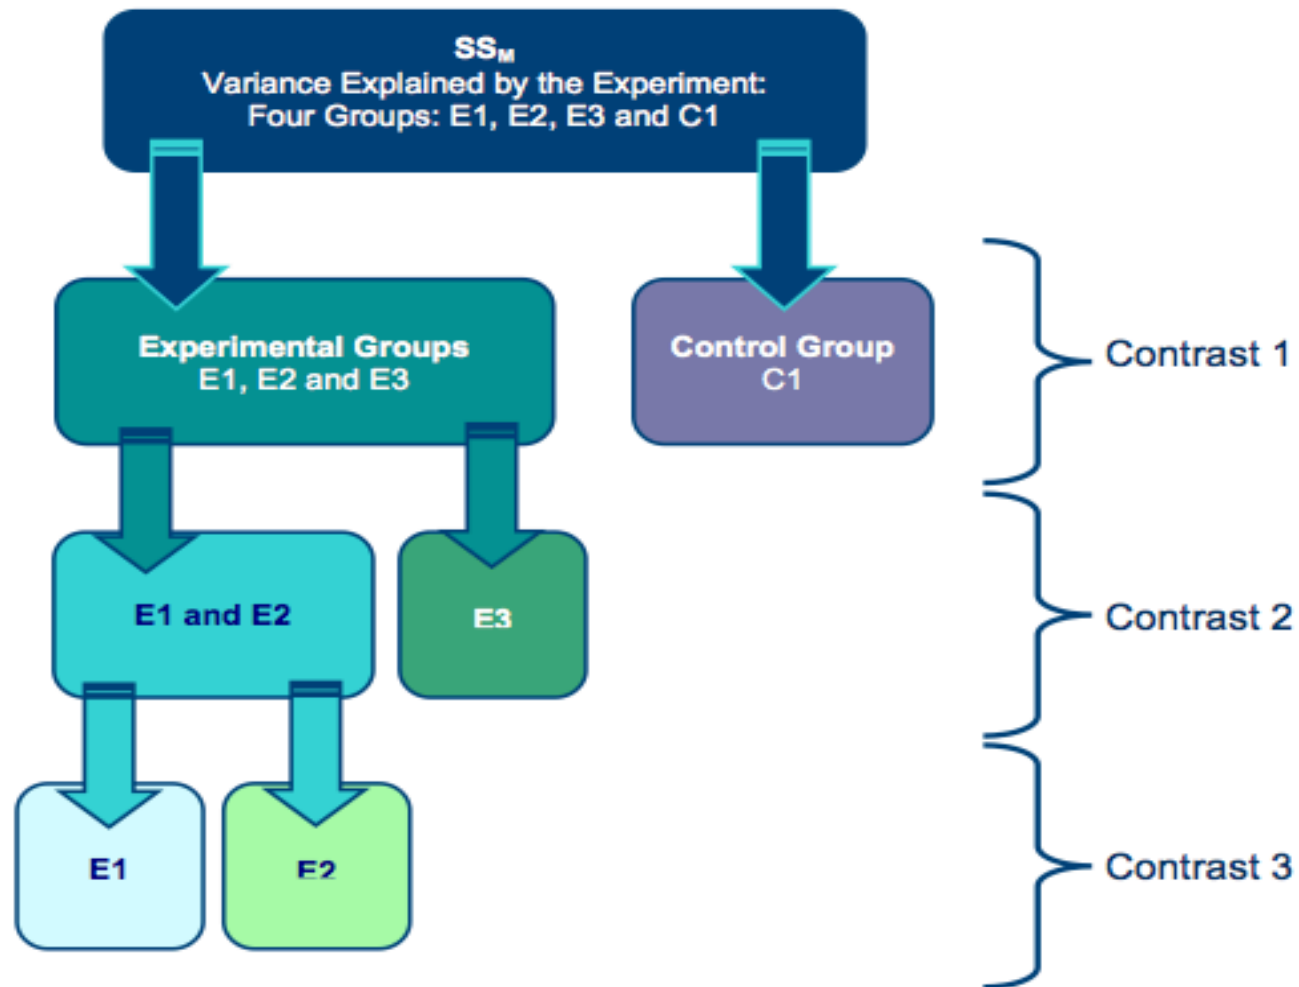 SSM
Variance Explained by the Experiment:
Four Groups: E1, E2, E3 and C1
Experimental Groups
E1, E2 and E3
Control Group
C1
Contrast 1
E1 and E2
E3
Contrast 2
E1
E2
Contrast 3